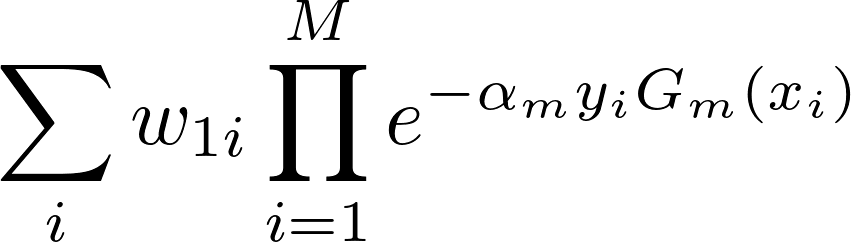 \sum_{i} w_{1i} \prod_{i=1}^{M} e^{-\alpha_m y_i G_m(x_i)}